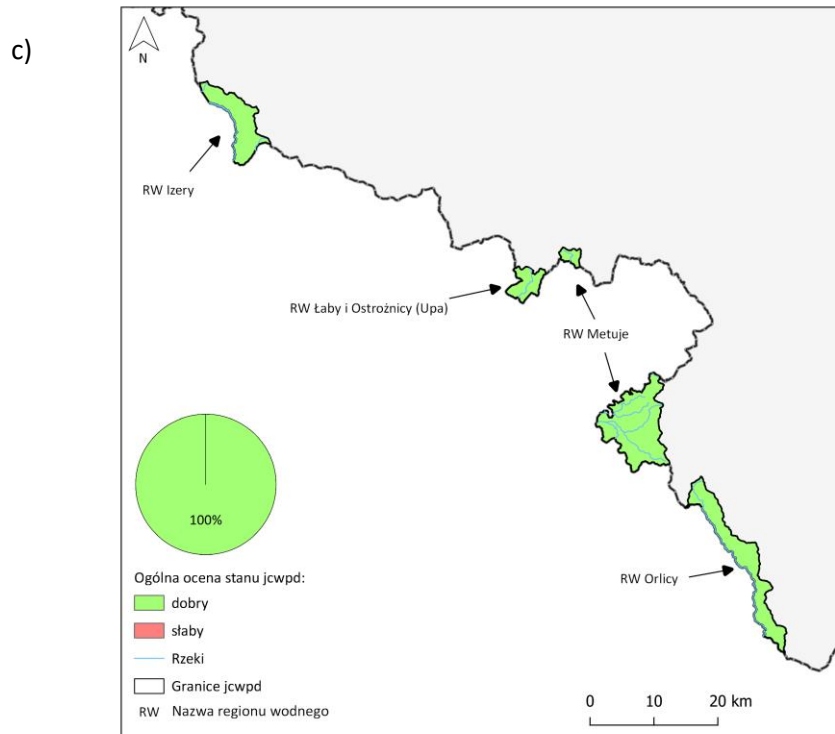 c)
N
RW Izery
RW Łaby i Ostrożnicy (Upa)
RW Metuje
RW Orlicy
100%
Ogólna ocena stanu jcwpd:
dobry
słaby
Rzeki
Granice jcwpd
RW Nazwa regionu wodnego
0 10 20 km